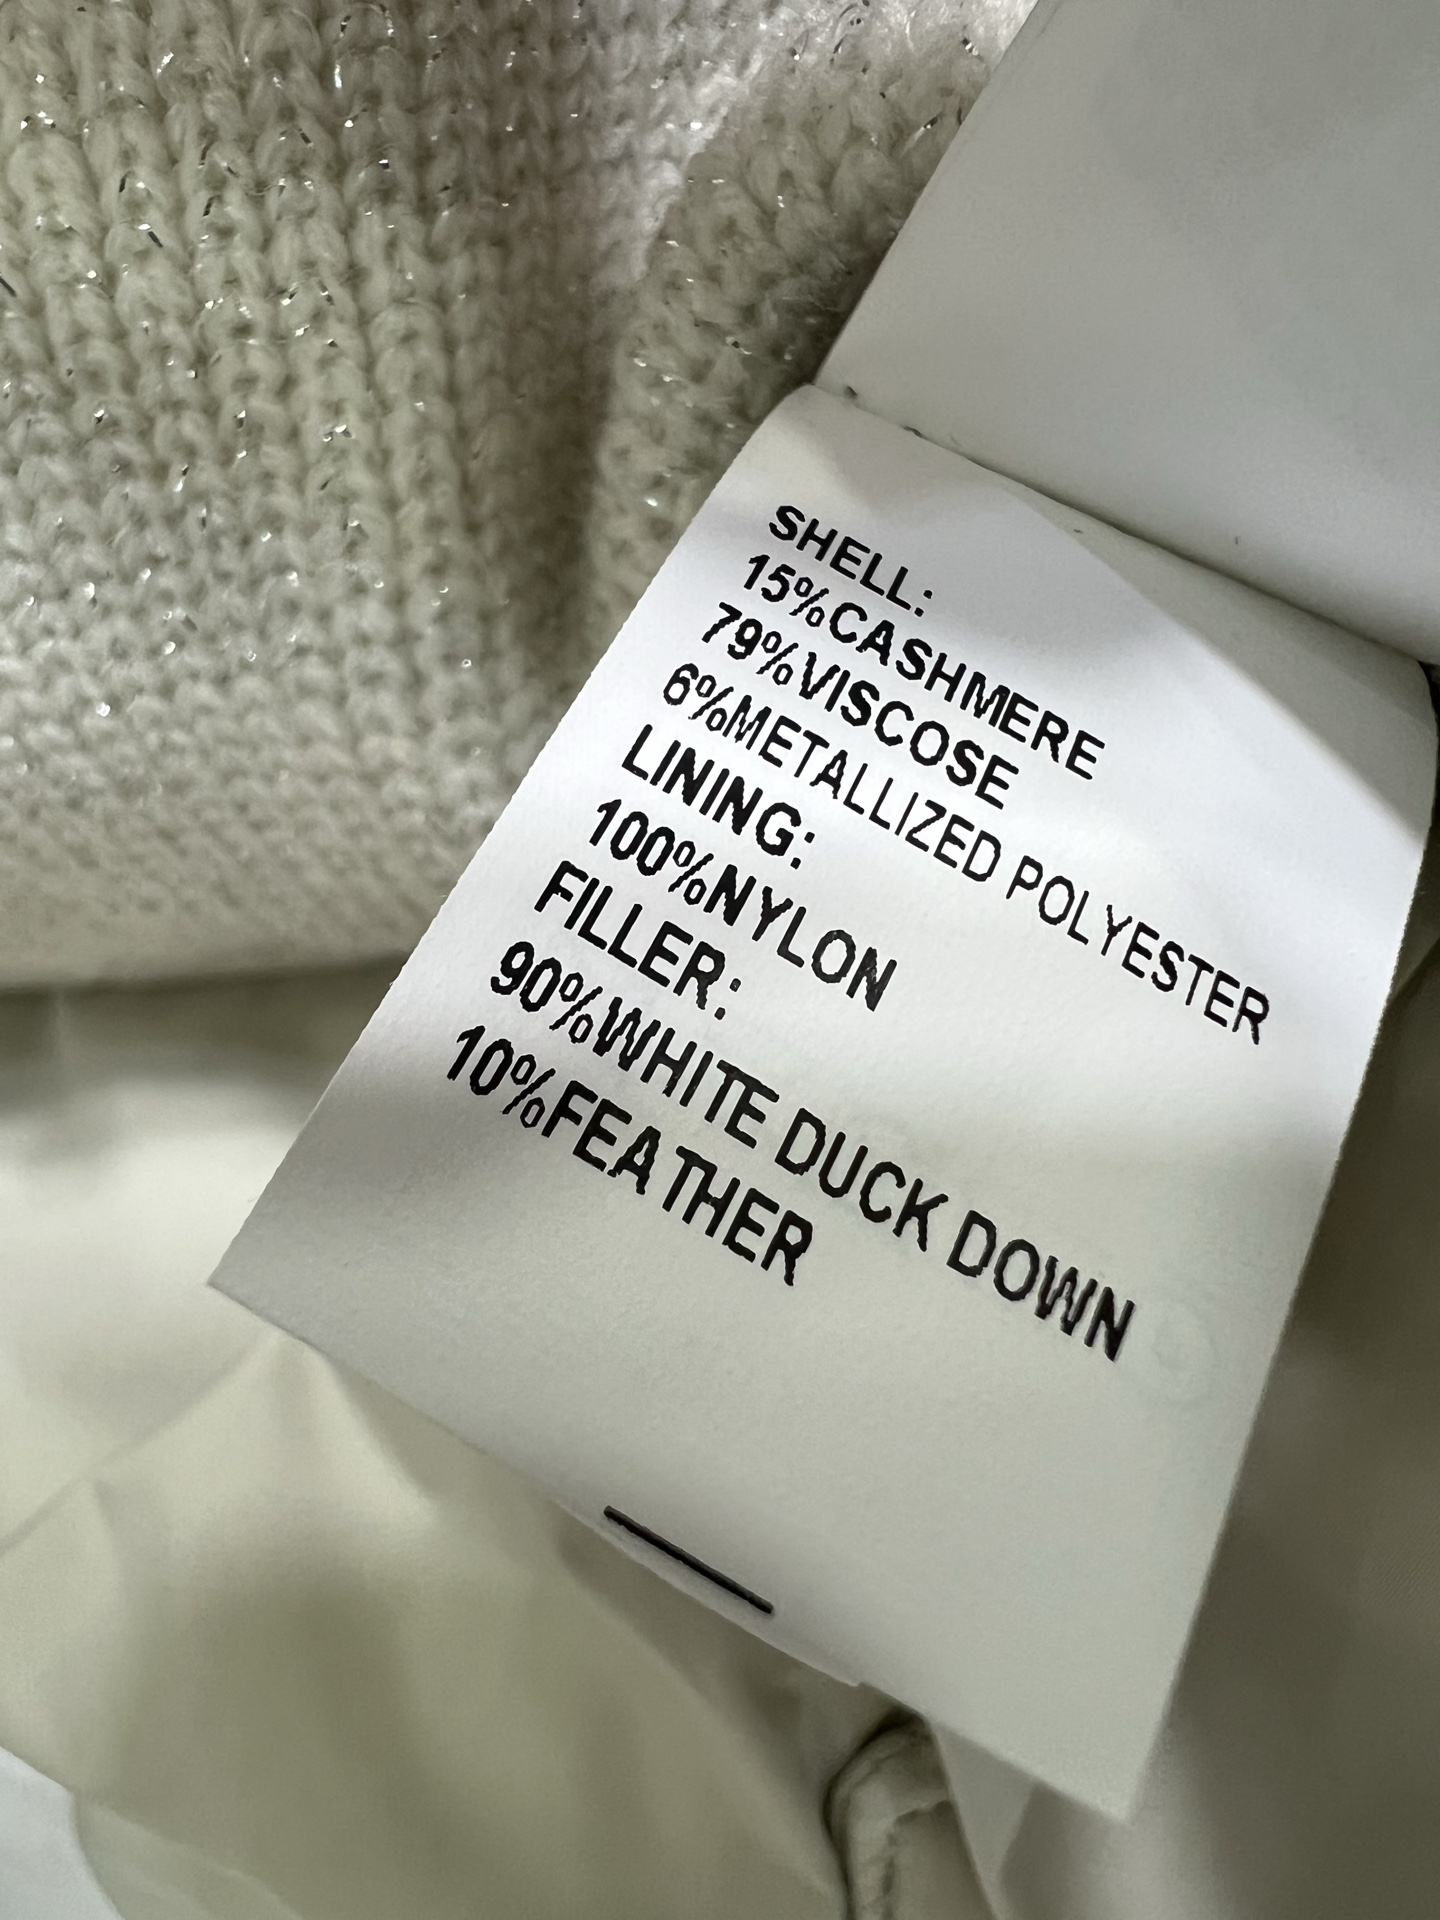 SHELL:
15%CASHMERE
79%VISCOSE
6%METALLIZED POLYESTER
LINING:
100%NYLON
FILLER:
90%WHITE DUCK DOWN
10%FEATHER